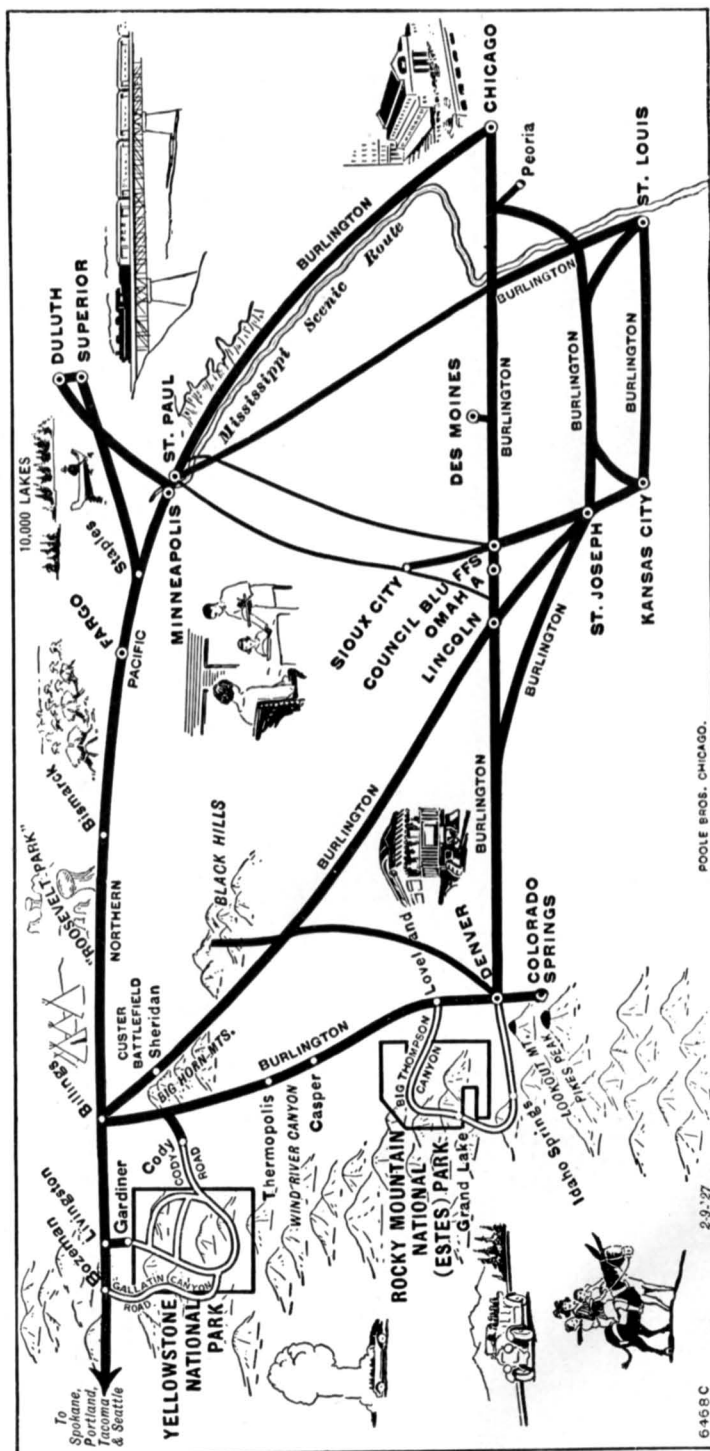 To
Spokane,
Portland,
Tacoma
& Seattle
Bozeman
Livingston
Billings
"ROOSEVELT PARK"
Bismarck
FARGO
10,000 LAKES
Staples
DULUTH
SUPERIOR
NORTHERN
PACIFIC
Gardiner
GALLATIN CANYON
ROAD
YELLOWSTONE
NATIONAL
PARK
Cody
CODY
ROAD
CUSTER
BATTLEFIELD
Sheridan
BIG HORN MTS.
BLACK HILLS
MINNEAPOLIS
ST. PAUL
BURLINGTON
Mississippi Scenic Route
CHICAGO
Thermopolis
WIND RIVER CANYON
Casper
BURLINGTON
BURLINGTON
SIOUX CITY
COUNCIL BLUFFS
OMAHA
LINCOLN
DES MOINES
Peoria
ROCKY MOUNTAIN
NATIONAL
(ESTES) PARK
Grand Lake
BIG THOMPSON
CANYON
Loveland
DENVER
BURLINGTON
BURLINGTON
BURLINGTON
Idaho Springs
LOOKOUT MT.
PIKES PEAK
COLORADO
SPRINGS
BURLINGTON
ST. JOSEPH
BURLINGTON
KANSAS CITY
BURLINGTON
ST. LOUIS
6468C
2-9-'27
POOLE BROS. CHICAGO.